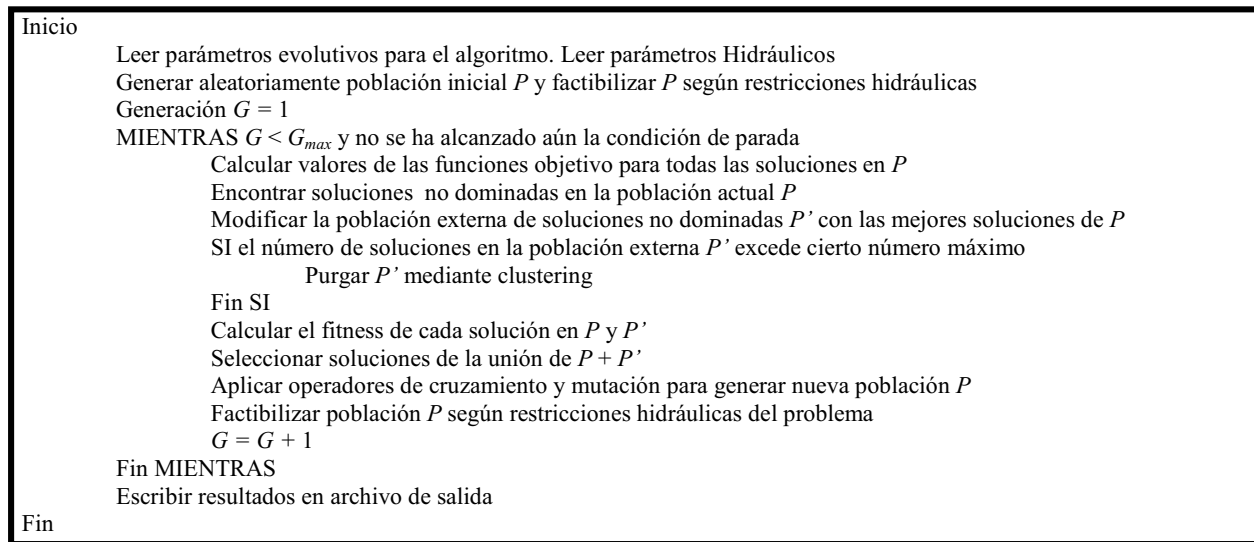 Inicio
Leer parámetros evolutivos para el algoritmo. Leer parámetros Hidráulicos
Generar aleatoriamente población inicial P y factibilizar P según restricciones hidráulicas
Generación G = 1
MIENTRAS G < Gmax y no se ha alcanzado aún la condición de parada
Calcular valores de las funciones objetivo para todas las soluciones en P
Encontrar soluciones no dominadas en la población actual P
Modificar la población externa de soluciones no dominadas P’ con las mejores soluciones de P
SI el número de soluciones en la población externa P’ excede cierto número máximo
Purgar P’ mediante clustering
Fin SI
Calcular el fitness de cada solución en P y P’
Seleccionar soluciones de la unión de P + P’
Aplicar operadores de cruzamiento y mutación para generar nueva población P
Factibilizar población P según restricciones hidráulicas del problema
G = G + 1
Fin MIENTRAS
Escribir resultados en archivo de salida
Fin